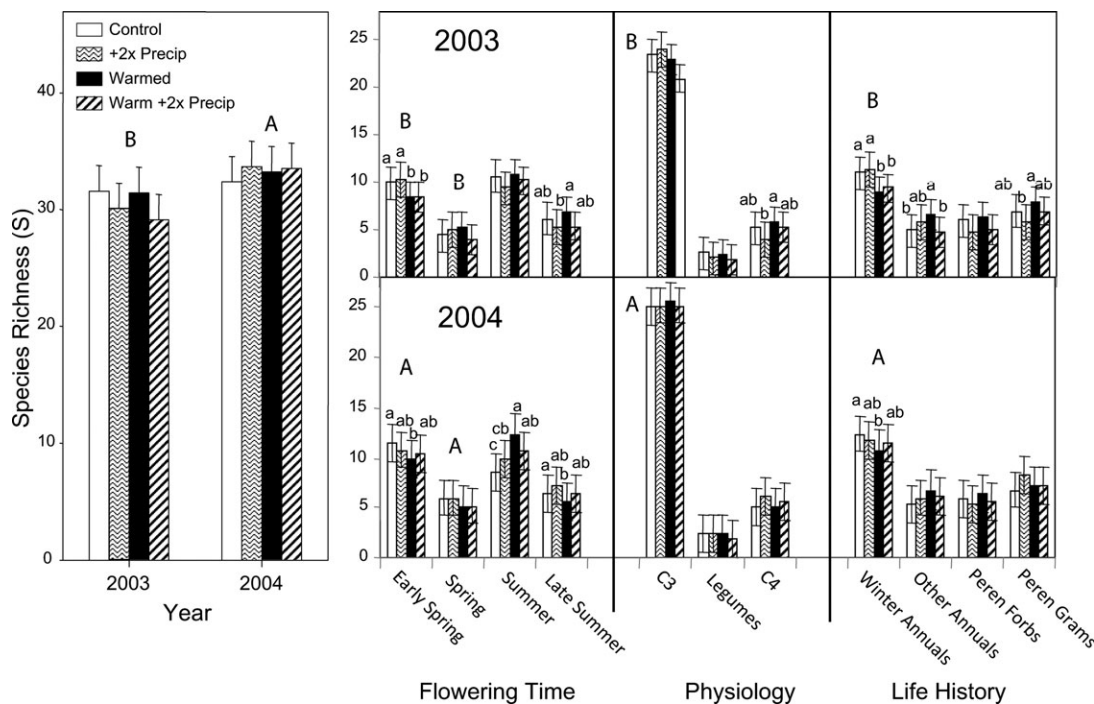 Control
+2x Precip
Warmed
Warm +2x Precip
Species Richness (S)
40
30
20
10
0
B
A
2003
2004
Year
2003
25
20
15
10
5
0
B
a a b b
B
ab a b ab
B
ab b a ab
B
a a b b
b ab a b
ab b a ab
2004
25
20
15
10
5
0
A
a ab b ab
A
c cb a ab
a ab b ab
A
A
a ab b ab
Early Spring
Spring
Summer
Late Summer
C3
Legumes
C4
Winter Annuals
Other Annuals
Peren Forbs
Peren Grams
Flowering Time
Physiology
Life History